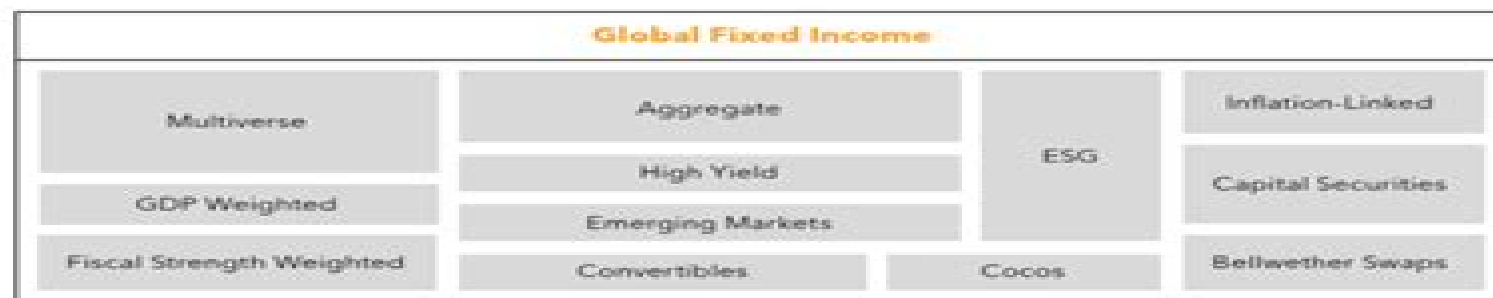 Global Fixed Income
Multiverse
GDP Weighted
Fiscal Strength Weighted
Aggregate
High Yield
Emerging Markets
Convertibles
Cocos
ESG
Inflation-Linked
Capital Securities
Bellwether Swaps